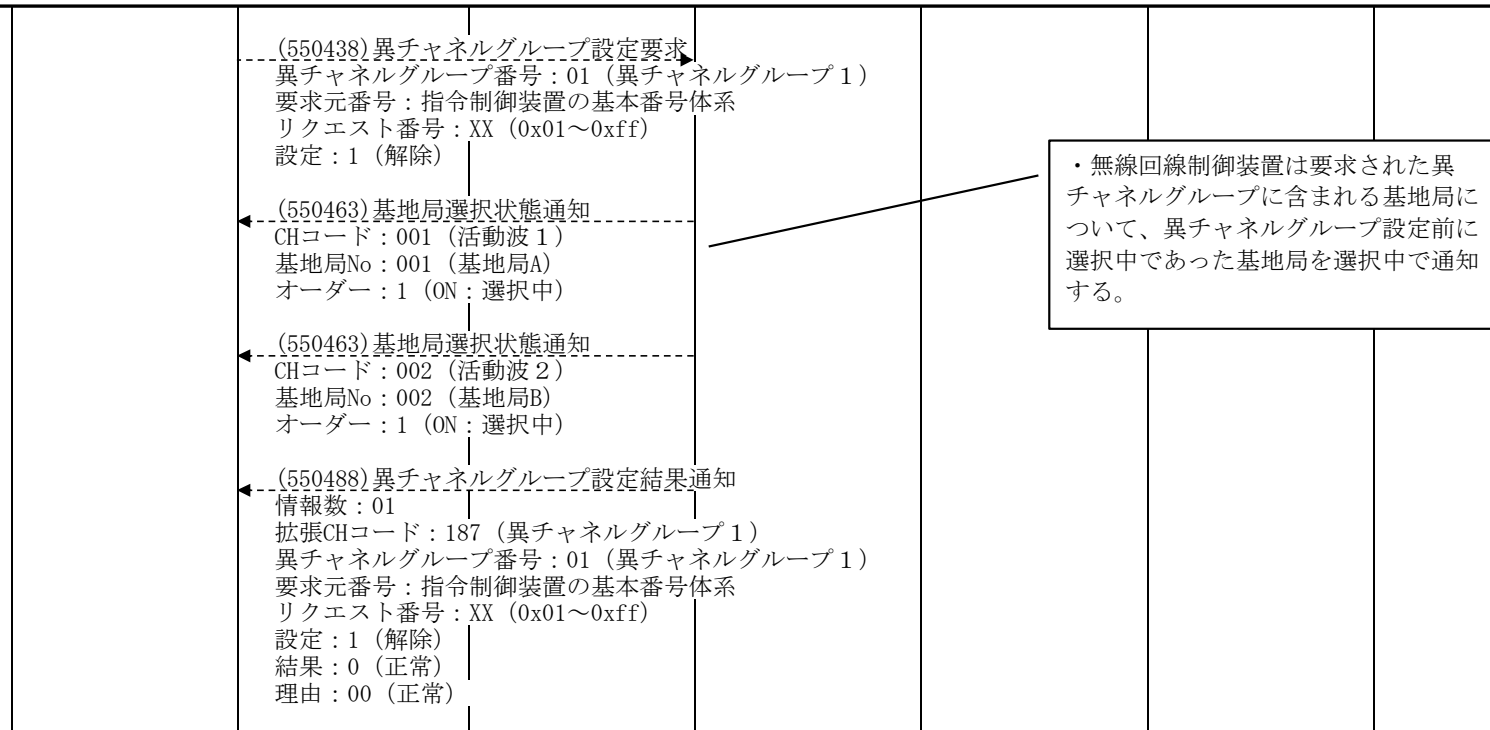 (550438)異チャネルグループ設定要求
異チャネルグループ番号：01（異チャネルグループ１）
要求元番号：指令制御装置の基本番号体系
リクエスト番号：XX（0x01～0xff）
設定：1（解除）
・無線回線制御装置は要求された異
チャネルグループに含まれる基地局に
ついて、異チャネルグループ設定前に
選択中であった基地局を選択中で通知
する。
(550463)基地局選択状態通知
CHコード：001（活動波１）
基地局No：001（基地局A）
オーダー：1（ON：選択中）
(550463)基地局選択状態通知
CHコード：002（活動波２）
基地局No：002（基地局B）
オーダー：1（ON：選択中）
(550488)異チャネルグループ設定結果通知
情報数：01
拡張CHコード：187（異チャネルグループ１）
異チャネルグループ番号：01（異チャネルグループ１）
要求元番号：指令制御装置の基本番号体系
リクエスト番号：XX（0x01～0xff）
設定：1（解除）
結果：0（正常）
理由：00（正常）